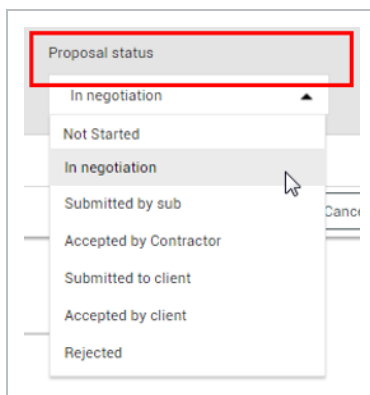 Proposal status
In negotiation
Not Started
In negotiation
Submitted by sub
Cance
Accepted by Contractor
Submitted to client
Accepted by client
Rejected